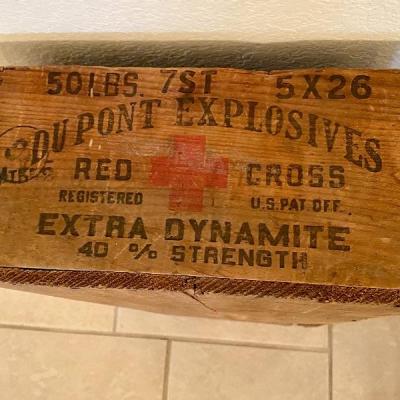 50 LBS. 7ST 5X26
DU PONT EXPLOSIVES
RED CROSS
REGISTERED U.S. PAT OFF.
EXTRA DYNAMITE
40 % STRENGTH